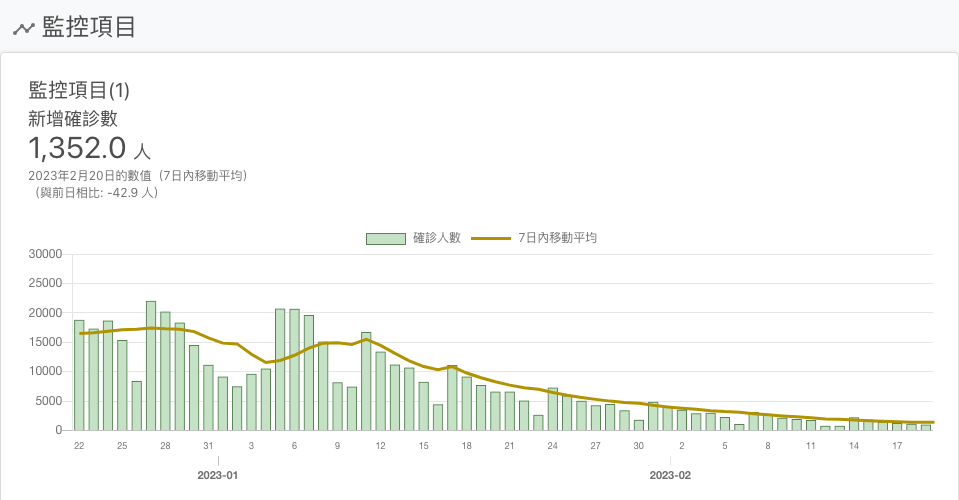 監控項目
監控項目(1)
新增確診數
1,352.0 人
2023年2月20日的數值（7日內移動平均）
（與前日相比: -42.9 人）
確診人數 7日內移動平均
30000
25000
20000
15000
10000
5000
0
22 25 28 31 3 6 9 12 15 18 21 24 27 30 2 5 8 11 14 17
2023-01 2023-02